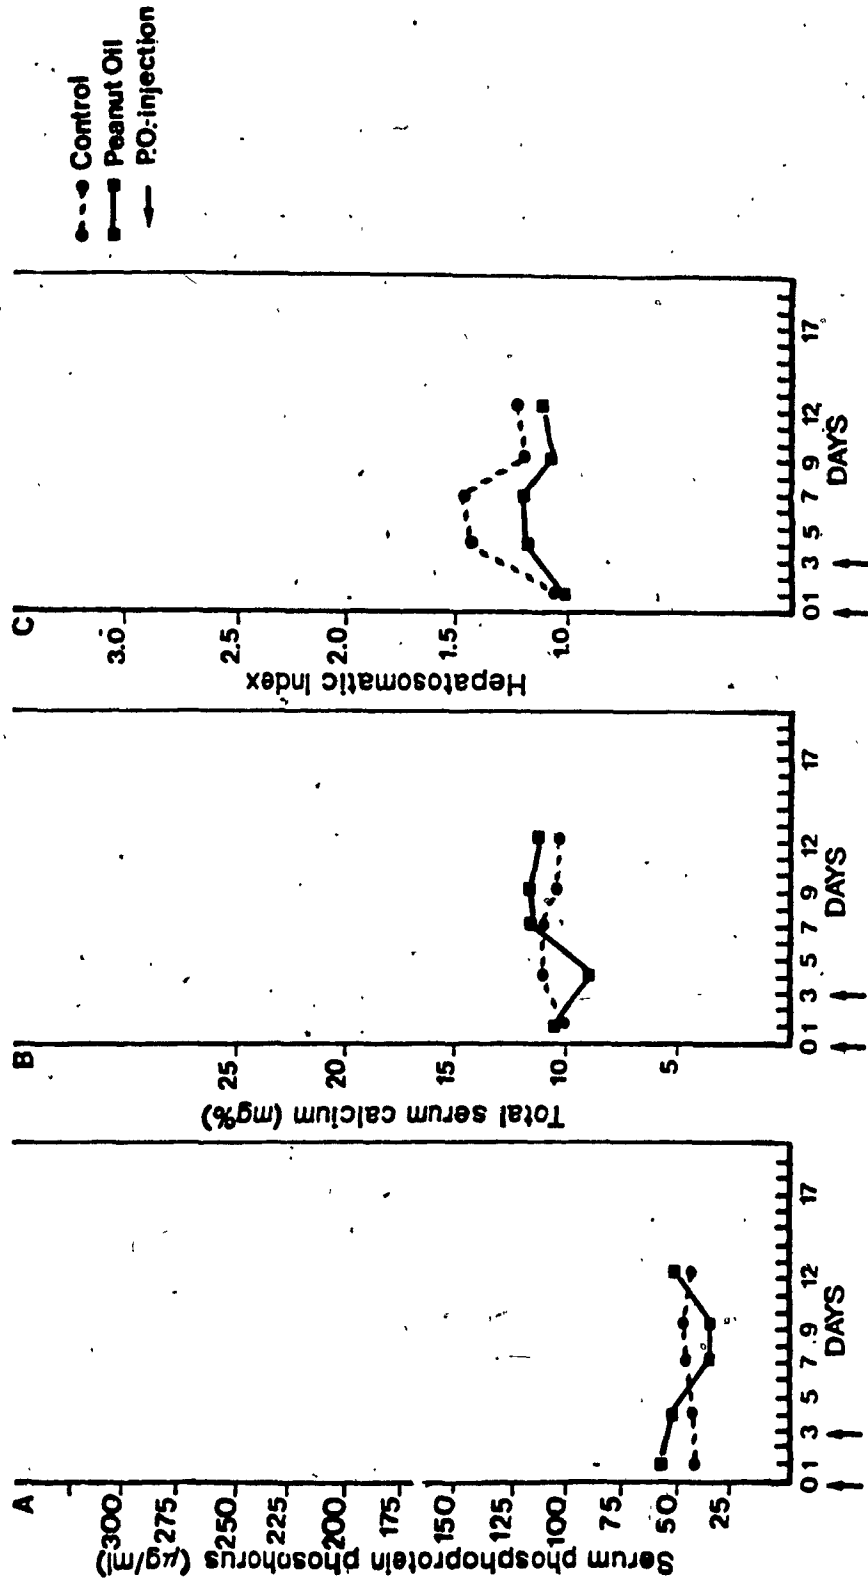 Control
Peanut Oil
P.O.-injection
A
Serum phosphoprotein phosphorus (μg/ml)
300
275
250
225
200
175
150
125
100
75
50
25
0 1 3 5 7 9 12 17
DAYS
B
Total serum calcium (mg%)
25
20
15
10
5
0 1 3 5 7 9 12 17
DAYS
C
Hepatosomatic Index
3.0
2.5
2.0
1.5
1.0
0 1 3 5 7 9 12 17
DAYS